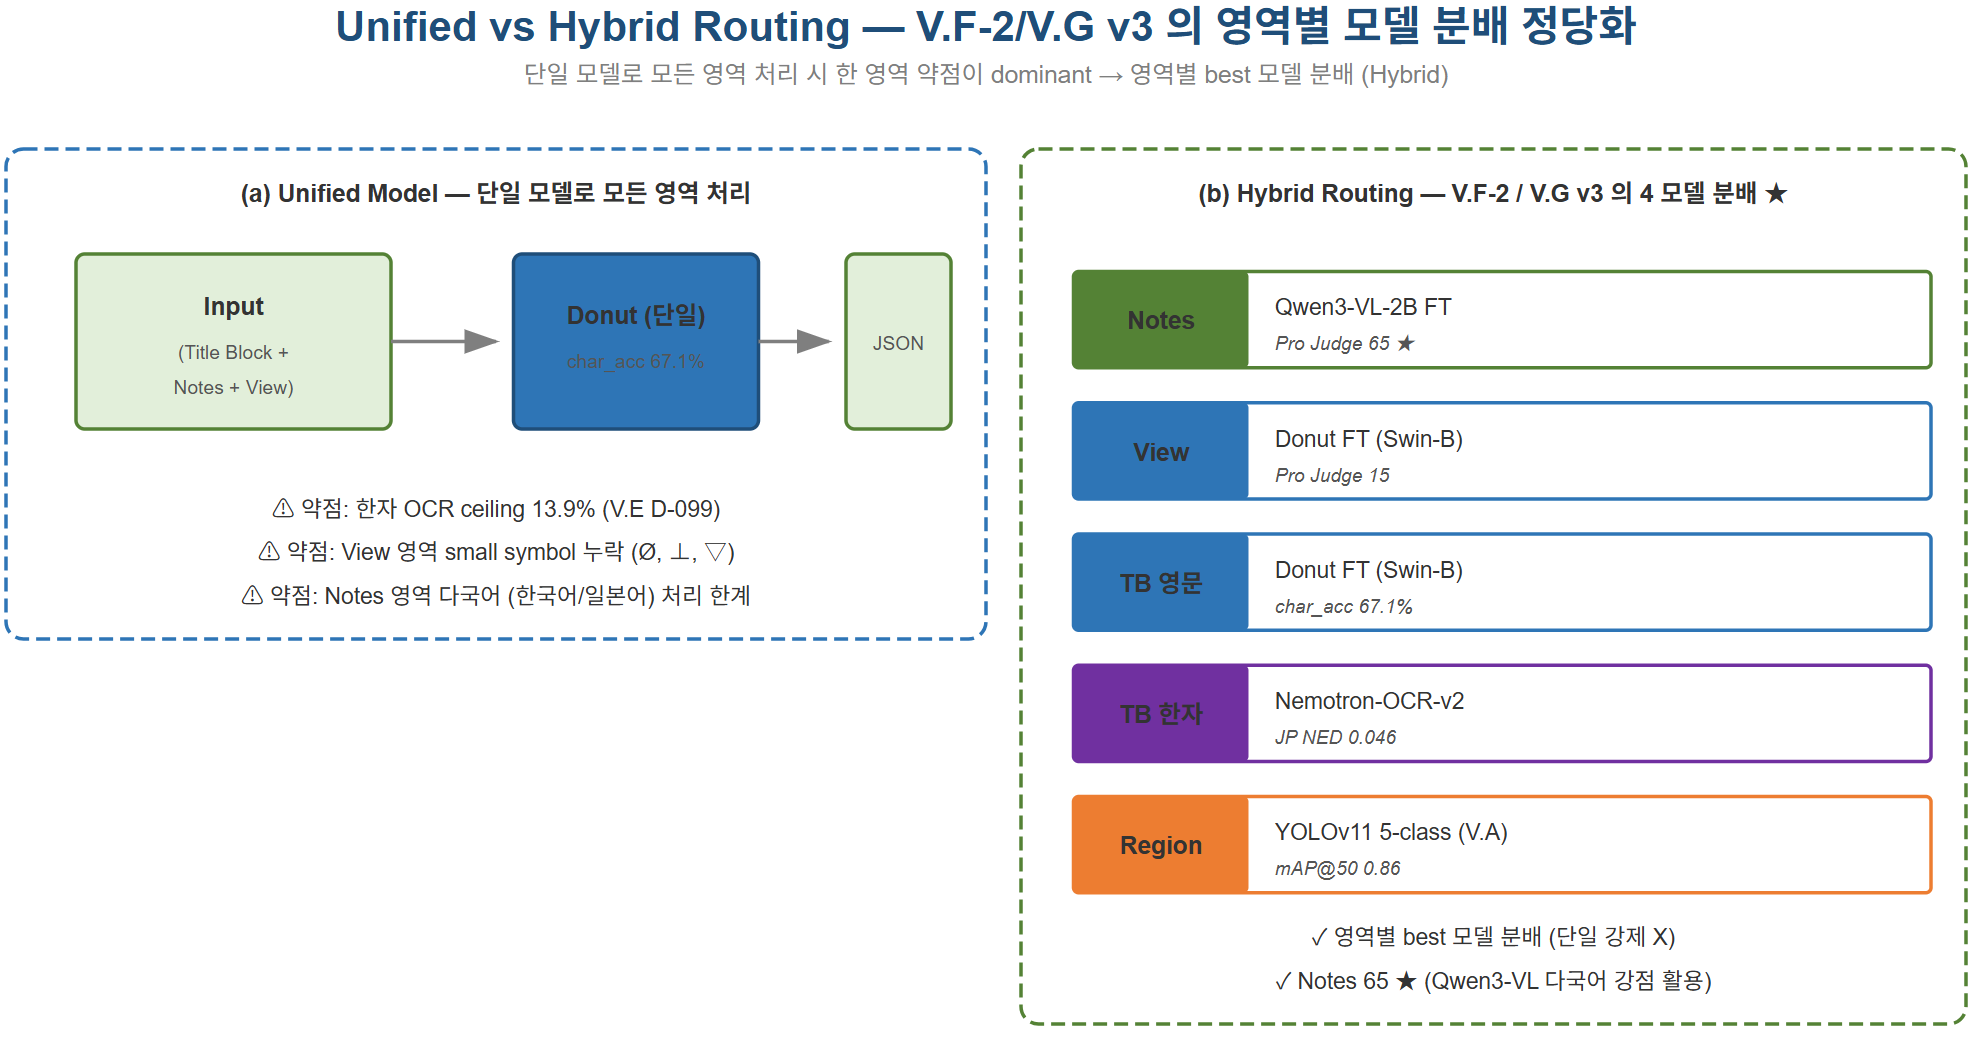 Unified vs Hybrid Routing — V.F-2/V.G v3 의 영역별 모델 분배 정당화
단일 모델로 모든 영역 처리 시 한 영역 약점이 dominant → 영역별 best 모델 분배 (Hybrid)
(a) Unified Model — 단일 모델로 모든 영역 처리
Input
(Title Block +
Notes + View)
Donut (단일)
char_acc 67.1%
JSON
⚠ 약점: 한자 OCR ceiling 13.9% (V.E D-099)
⚠ 약점: View 영역 small symbol 누락 (Ø, ⊥, ▽)
⚠ 약점: Notes 영역 다국어 (한국어/일본어) 처리 한계
(b) Hybrid Routing — V.F-2 / V.G v3 의 4 모델 분배 ★
Notes
Qwen3-VL-2B FT
Pro Judge 65 ★
View
Donut FT (Swin-B)
Pro Judge 15
TB 영문
Donut FT (Swin-B)
char_acc 67.1%
TB 한자
Nemotron-OCR-v2
JP NED 0.046
Region
YOLOv11 5-class (V.A)
mAP@50 0.86
✓ 영역별 best 모델 분배 (단일 강제 X)
✓ Notes 65 ★ (Qwen3-VL 다국어 강점 활용)